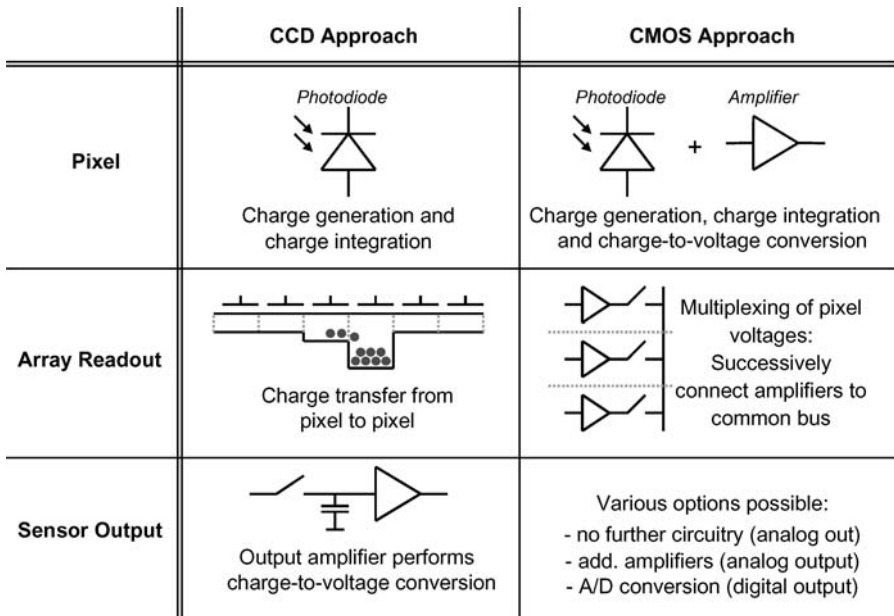 CCD Approach
CMOS Approach
Pixel
Photodiode
Charge generation and
charge integration
Photodiode
Amplifier
+
Charge generation, charge integration
and charge-to-voltage conversion
Array Readout
Charge transfer from
pixel to pixel
Multiplexing of pixel
voltages:
Successively
connect amplifiers to
common bus
Sensor Output
Output amplifier performs
charge-to-voltage conversion
Various options possible:
- no further circuitry (analog out)
- add. amplifiers (analog output)
- A/D conversion (digital output)